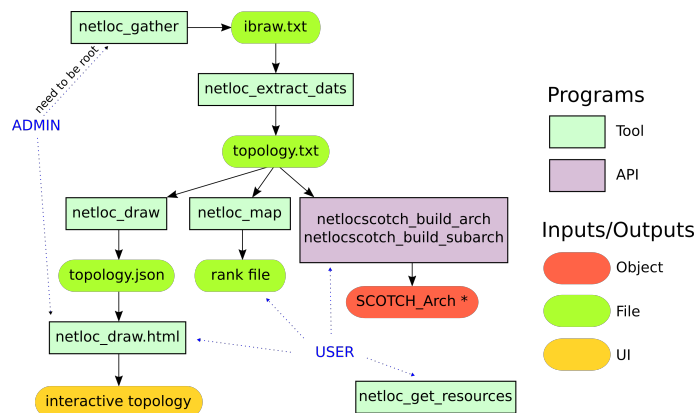 netloc_gather
ibraw.txt
need to be root
netloc_extract_dats
ADMIN
topology.txt
netloc_draw
netloc_map
netlocscotch_build_arch
netlocscotch_build_subarch
topology.json
rank file
SCOTCH_Arch *
netloc_draw.html
USER
interactive topology
netloc_get_resources
Programs
Tool
API
Inputs/Outputs
Object
File
UI